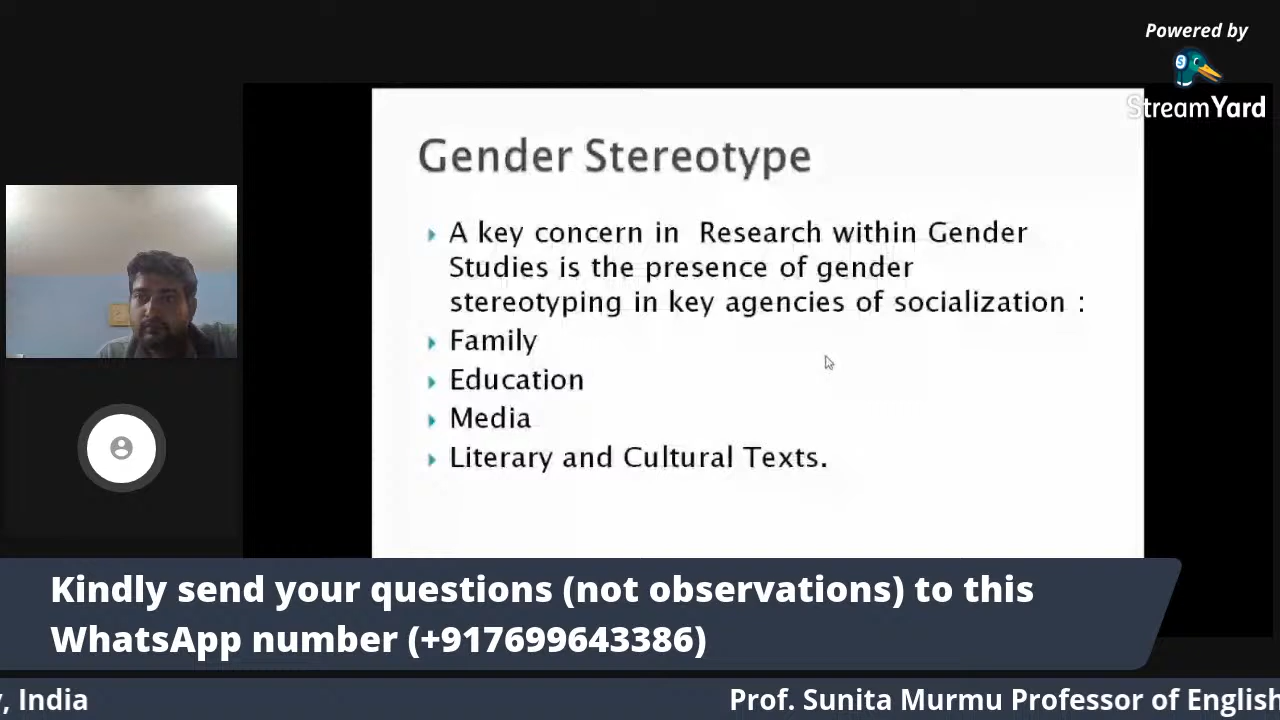 Powered by
StreamYard
Gender Stereotype
A key concern in Research within Gender
Studies is the presence of gender
stereotyping in key agencies of socialization :
Family
Education
Media
Literary and Cultural Texts.
Kindly send your questions (not observations) to this
WhatsApp number (+917699643386)
, India
Prof. Sunita Murmu Professor of English